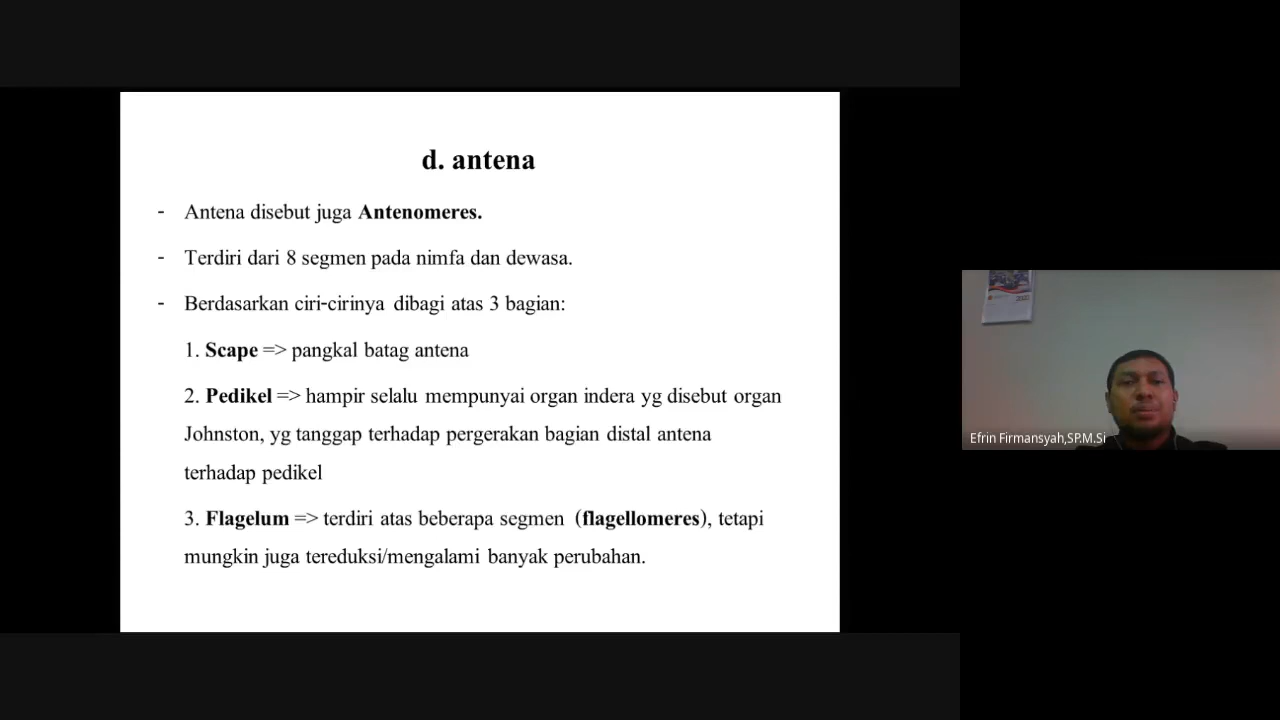 d. antena
- Antena disebut juga Antenomeres.
- Terdiri dari 8 segmen pada nimfa dan dewasa.
- Berdasarkan ciri-cirinya dibagi atas 3 bagian:
1. Scape => pangkal batag antena
2. Pedikel => hampir selalu mempunyai organ indera yg disebut organ
Johnston, yg tanggap terhadap pergerakan bagian distal antena
terhadap pedikel
3. Flagelum => terdiri atas beberapa segmen (flagellomeres), tetapi
mungkin juga tereduksi/mengalami banyak perubahan.
Efrin Firmansyah,SP.M.Si